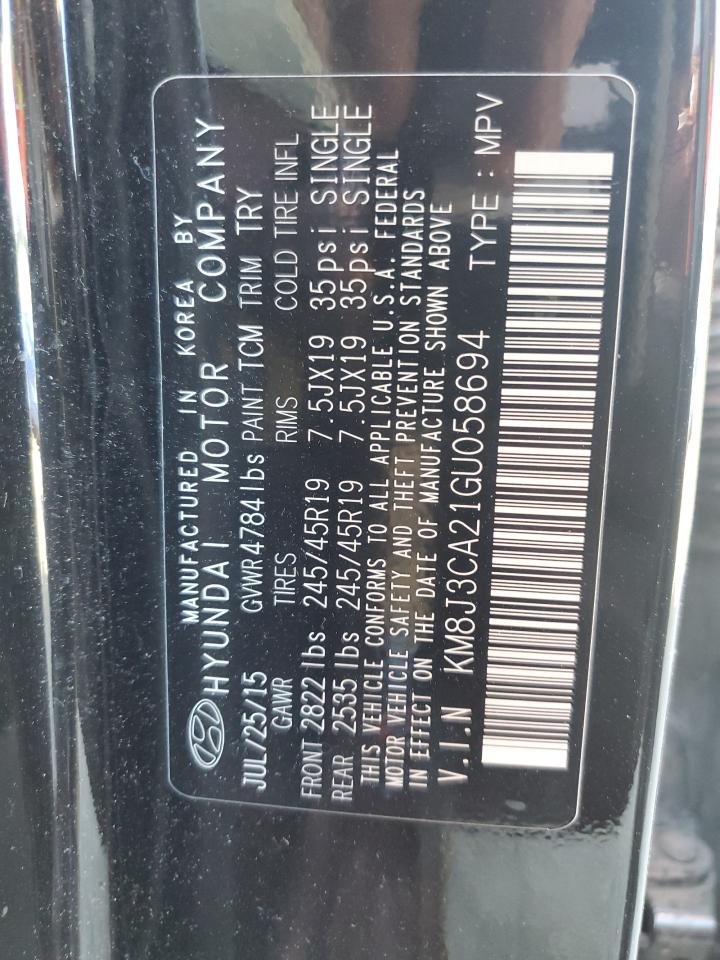 MANUFACTURED IN KOREA BY
HYUNDAI MOTOR COMPANY
JUL/25/15 GVWR4784lbs PAINT TCM TRIM TRY
GAWR TIRES RIMS COLD TIRE INFL
FRONT 2822 lbs 245/45R19 7.5JX19 35psi SINGLE
REAR 2535 lbs 245/45R19 7.5JX19 35psi SINGLE
THIS VEHICLE CONFORMS TO ALL APPLICABLE U.S.A. FEDERAL
MOTOR VEHICLE SAFETY AND THEFT PREVENTION STANDARDS
IN EFFECT ON THE DATE OF MANUFACTURE SHOWN ABOVE
V.I.N KM8J3CA21GU058694 TYPE : MPV